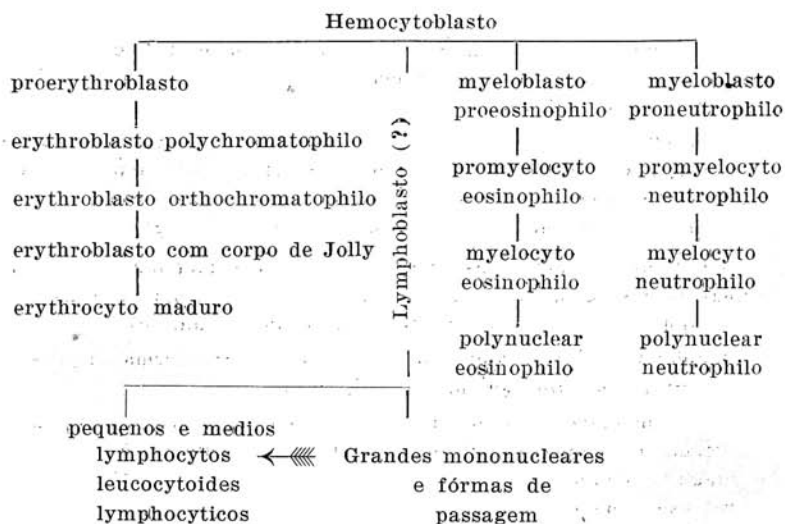 Hemocytoblasto
proerythroblasto
erythroblasto polychromatophilo
erythroblasto orthochromatophilo
erythroblasto com corpo de Jolly
erythrocyto maduro
Lymphoblasto (?)
myeloblasto
proeosinophilo
promyelocyto
eosinophilo
myelocyto
eosinophilo
polynuclear
eosinophilo
myeloblasto
proneutrophilo
promyelocyto
neutrophilo
myelocyto
neutrophilo
polynuclear
neutrophilo
pequenos e medios
lymphocytos
leucocytoides
lymphocyticos
Grandes mononucleares
e fórmas de
passagem